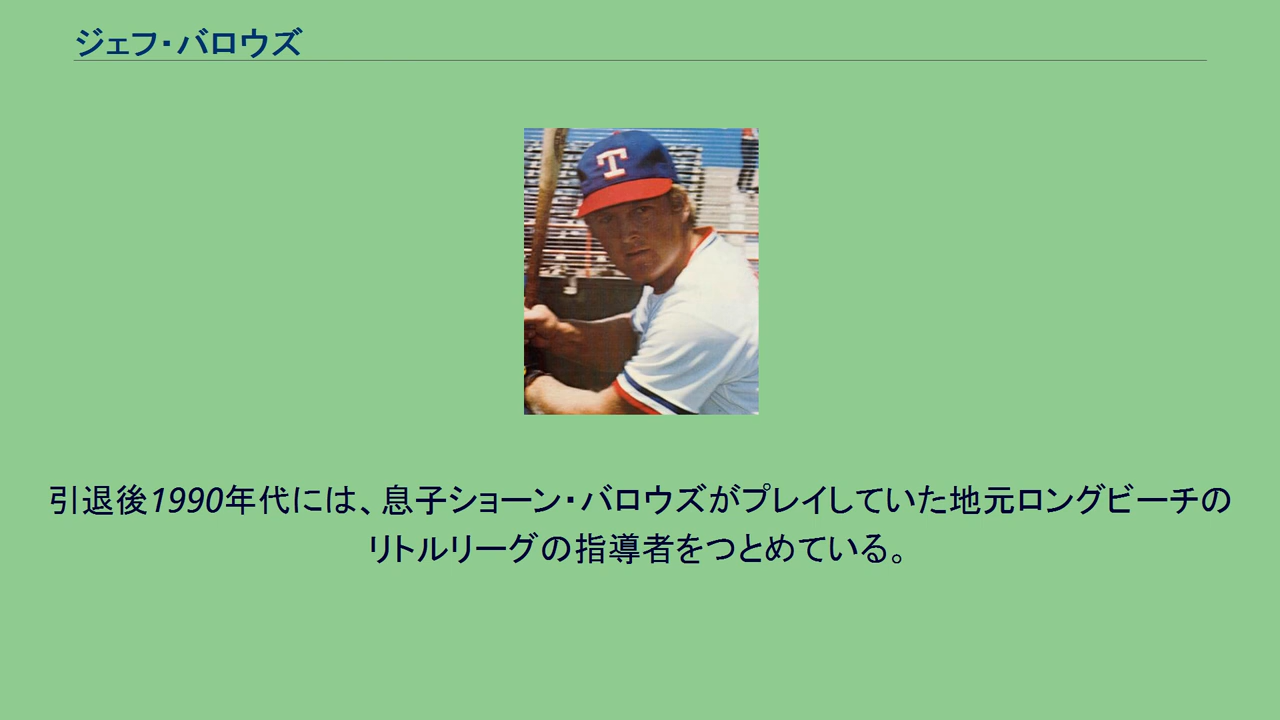 ジェフ・バロウズ
T
引退後1990年代には、息子ショーン・バロウズがプレイしていた地元ロングビーチの
リトルリーグの指導者をつとめている。